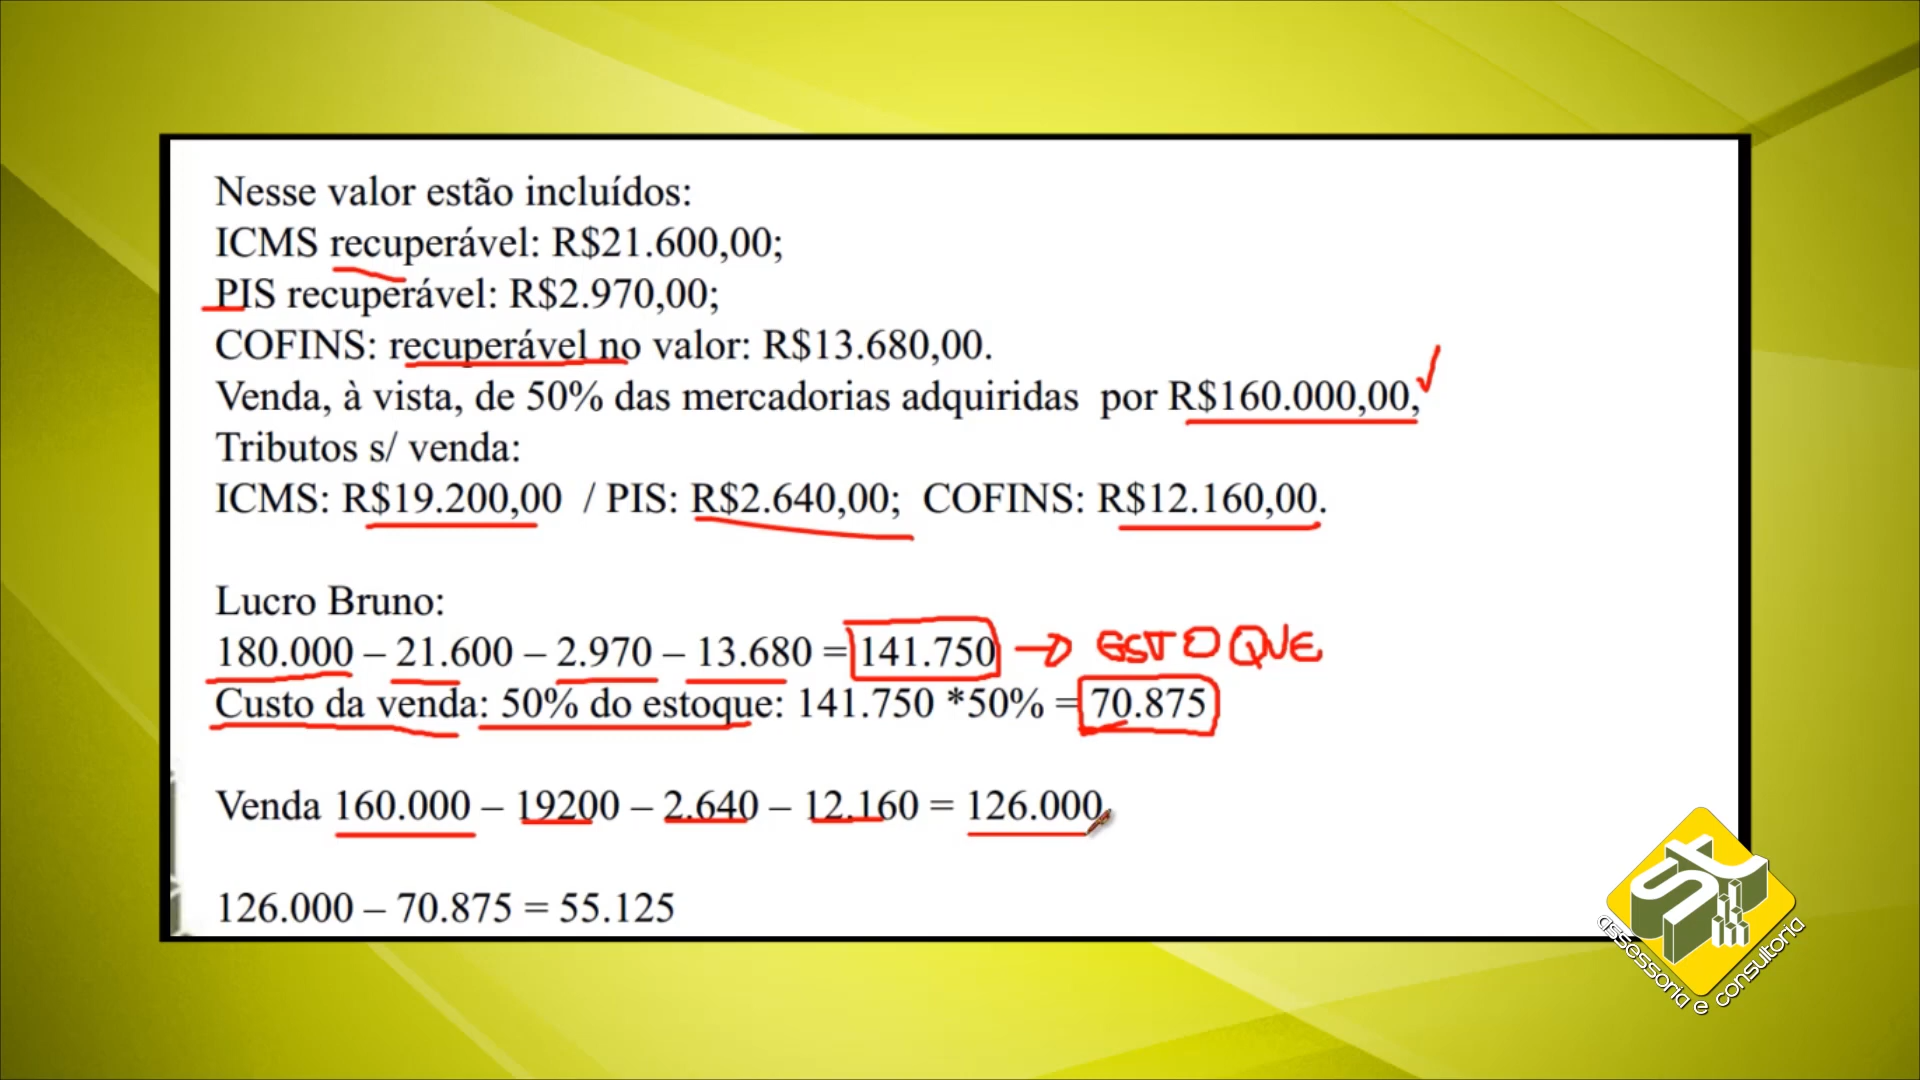 Nesse valor estão incluídos:
ICMS recuperável: R$21.600,00;
PIS recuperável: R$2.970,00;
COFINS: recuperável no valor: R$13.680,00.
Venda, à vista, de 50% das mercadorias adquiridas por R$160.000,00,
Tributos s/ venda:
ICMS: R$19.200,00 / PIS: R$2.640,00; COFINS: R$12.160,00.
Lucro Bruno:
180.000 – 21.600 – 2.970 – 13.680 = 141.750 → ESTOQUE
Custo da venda: 50% do estoque: 141.750 *50% = 70.875
Venda 160.000 – 19200 – 2.640 – 12.160 = 126.000
126.000 – 70.875 = 55.125
assessoria e consultoria